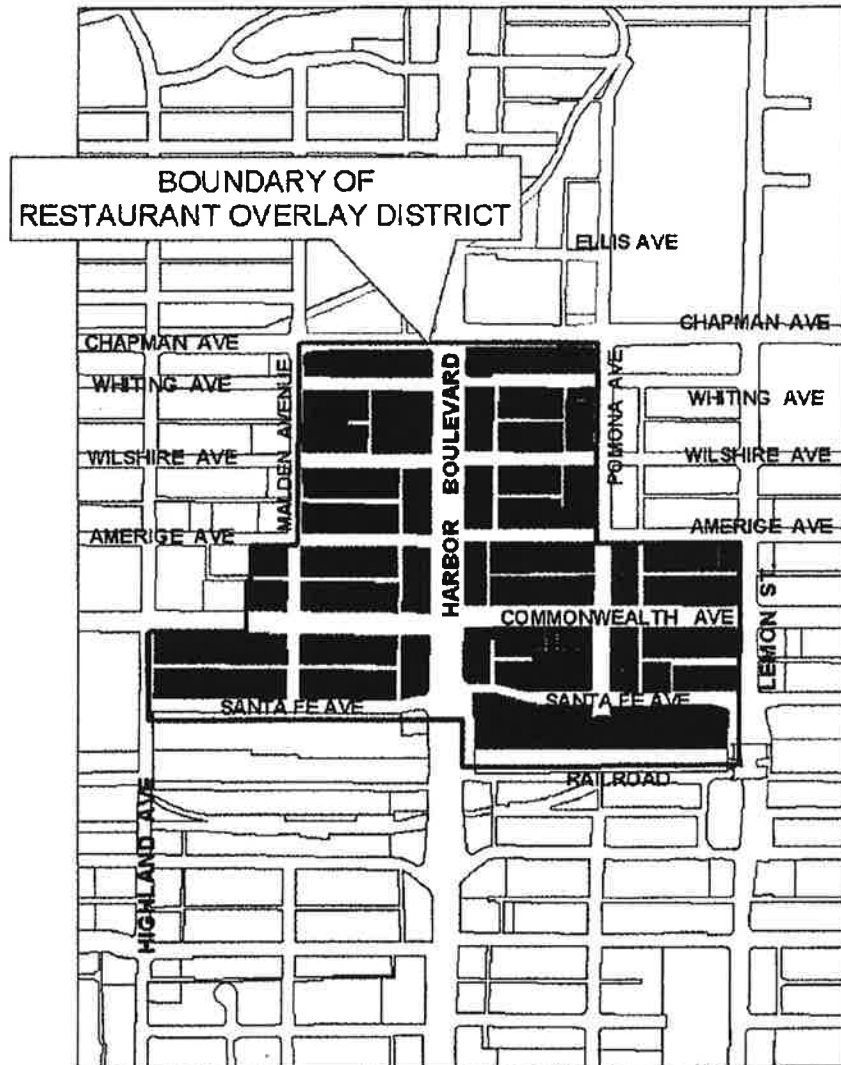 BOUNDARY OF
RESTAURANT OVERLAY DISTRICT
ELLIS AVE
CHAPMAN AVE
CHAPMAN AVE
WHITING AVE
WHITING AVE
WILSHIRE AVE
WILSHIRE AVE
MALDEN AVENUE
HARBOR BOULEVARD
POMONA AVE
AMERIGE AVE
AMERIGE AVE
COMMONWEALTH AVE
LEMON ST.
SANTA FE AVE
SANTA FE AVE
RAILROAD
HIGHLAND AVE